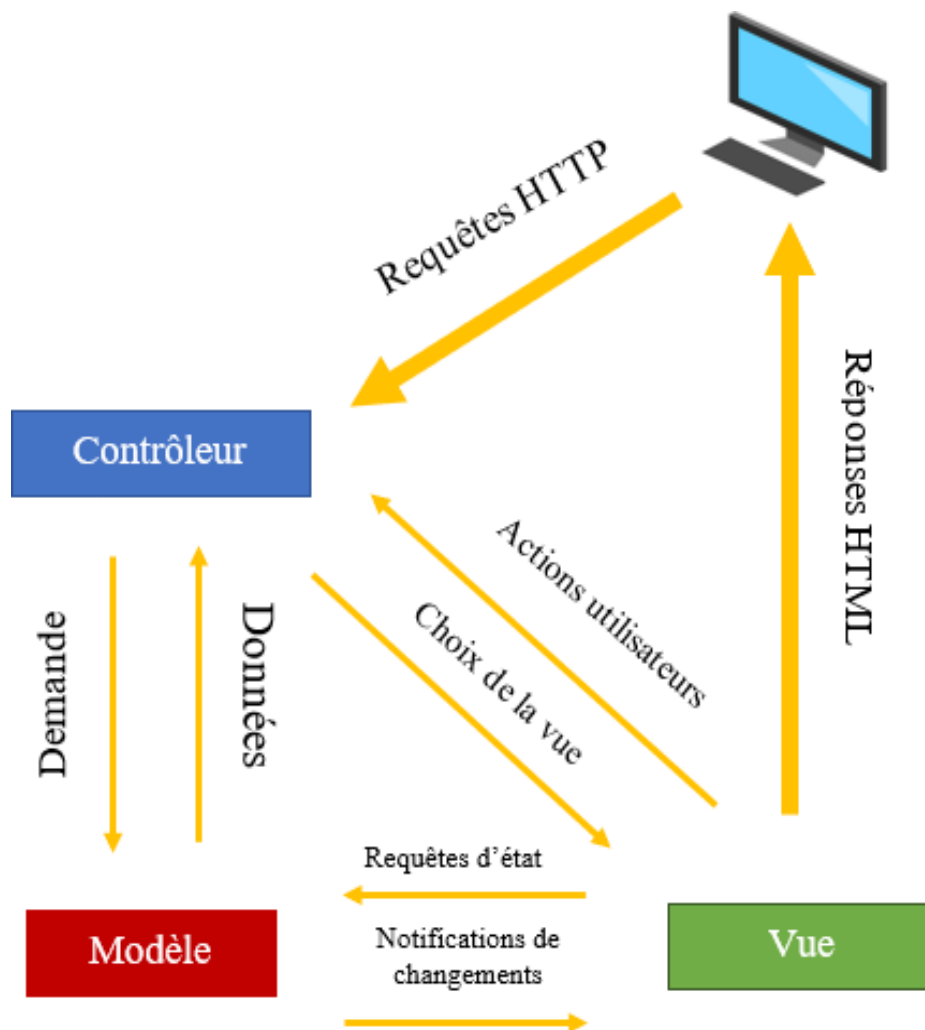 Requêtes HTTP
Réponses HTML
Contrôleur
Actions utilisateurs
Choix de la vue
Demande
Données
Requêtes d’état
Modèle
Notifications de
changements
Vue